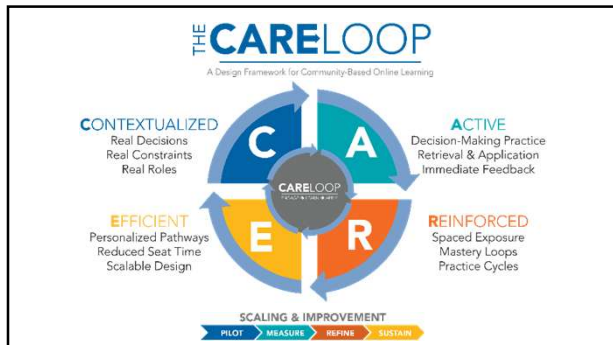 THE CARELOOP
A Design Framework for Community-Based Online Learning
CONTEXTUALIZED
Real Decisions
Real Constraints
Real Roles
C
A
ACTIVE
Decision-Making Practice
Retrieval & Application
Immediate Feedback
CARELOOP
EFFICIENT
Personalized Pathways
Reduced Seat Time
Scalable Design
E
R
REINFORCED
Spaced Exposure
Mastery Loops
Practice Cycles
SCALING & IMPROVEMENT
PILOT MEASURE REFINE SUSTAIN